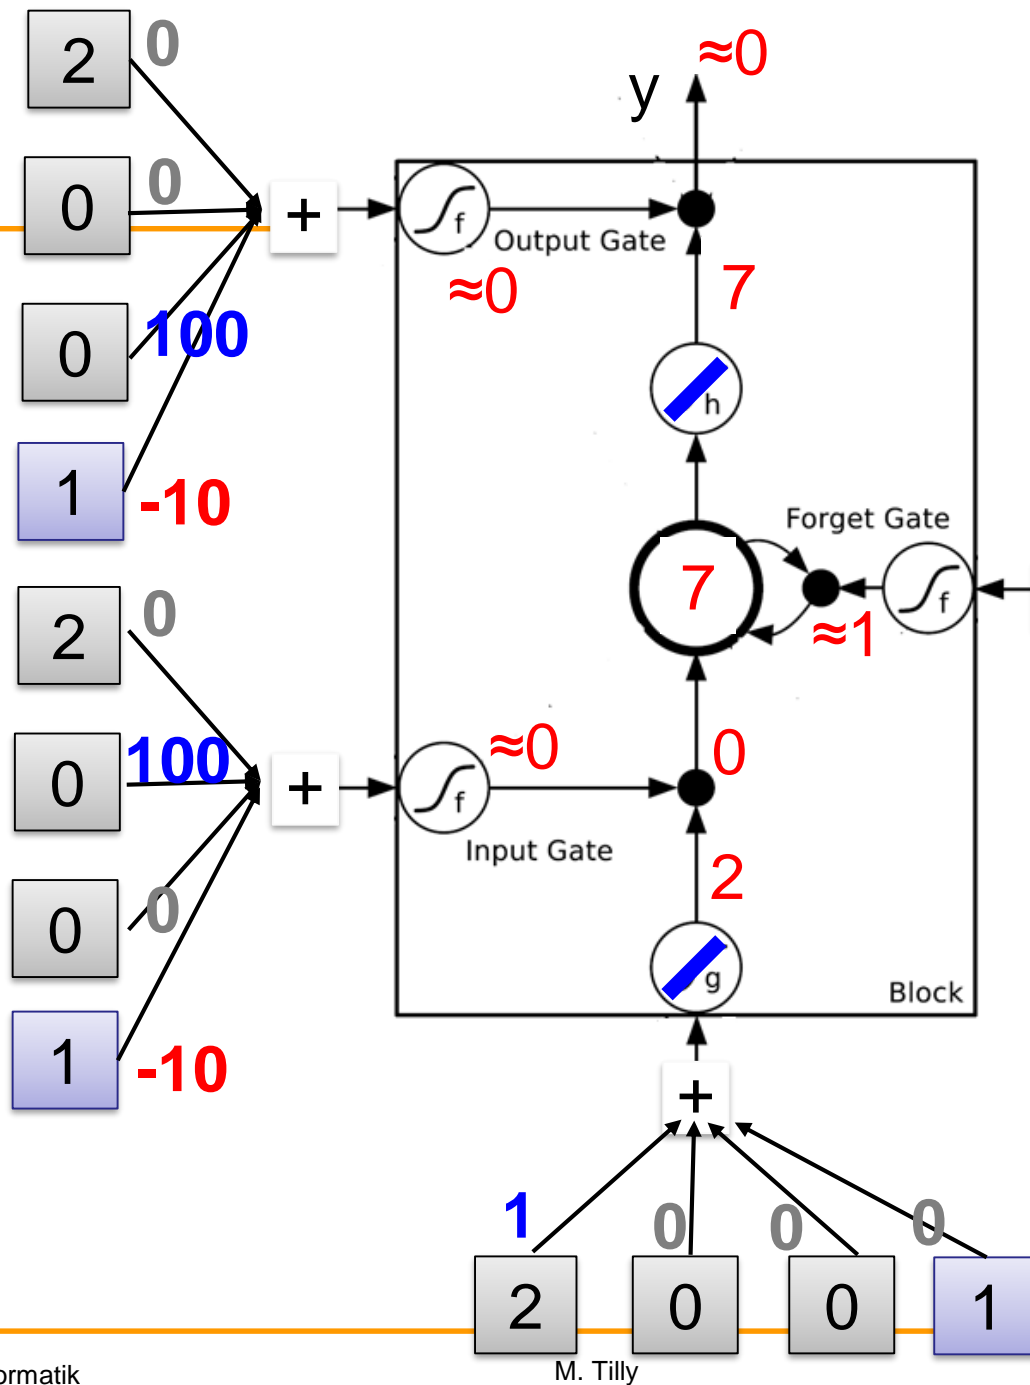 2 0
≈0
y
0 0
+
f
Output Gate
≈0
7
0 100
h
1 -10
Forget Gate
7
f
≈1
2 0
≈0
0
0 100
+
f
Input Gate
2
0 0
g
Block
1 -10
+
1 0 0 0
2 0 0 1
ormatik
M. Tilly